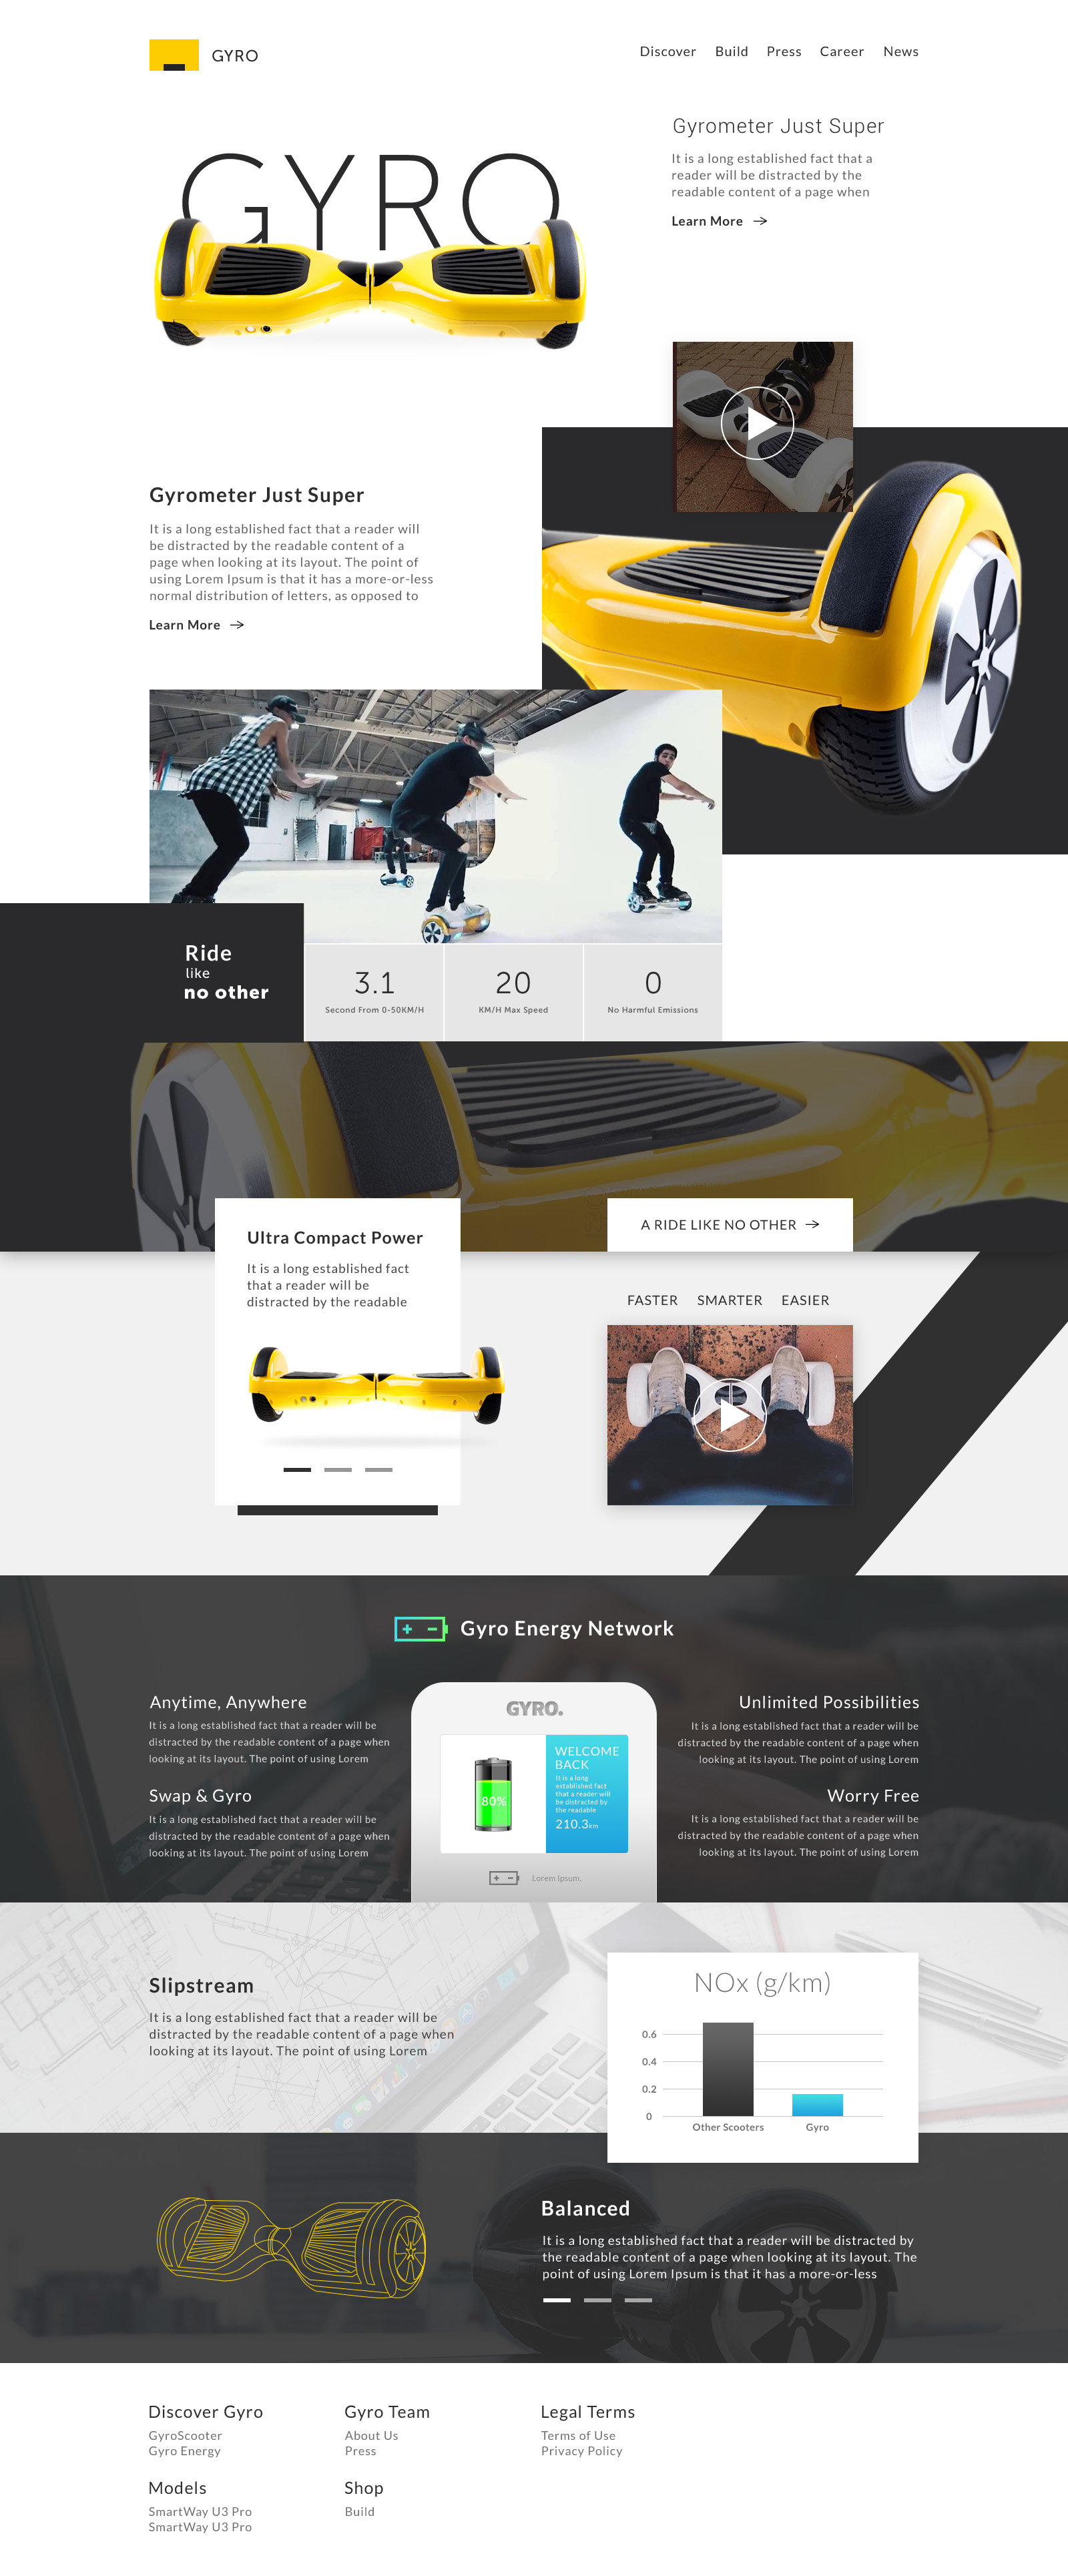 GYRO
Discover Build Press Career News
GYRO
Gyrometer Just Super
It is a long established fact that a
reader will be distracted by the
readable content of a page when
Learn More
Gyrometer Just Super
It is a long established fact that a reader will
be distracted by the readable content of a
page when looking at its layout. The point of
using Lorem Ipsum is that it has a more-or-less
normal distribution of letters, as opposed to
Learn More
Ride
like
no other
3.1
Second From 0-50KM/H
20
KM/H Max Speed
0
No Harmful Emissions
Ultra Compact Power
It is a long established fact
that a reader will be
distracted by the readable
A RIDE LIKE NO OTHER
FASTER SMARTER EASIER
Gyro Energy Network
Anytime, Anywhere
It is a long established fact that a reader will be
distracted by the readable content of a page when
looking at its layout. The point of using Lorem
Swap & Gyro
It is a long established fact that a reader will be
distracted by the readable content of a page when
looking at its layout. The point of using Lorem
GYRO.
80%
WELCOME
BACK
It is a long
established fact
that a reader will
be distracted by
the readable
210.3km
Lorem Ipsum.
Unlimited Possibilities
It is a long established fact that a reader will be
distracted by the readable content of a page when
looking at its layout. The point of using Lorem
Worry Free
It is a long established fact that a reader will be
distracted by the readable content of a page when
looking at its layout. The point of using Lorem
Slipstream
It is a long established fact that a reader will be
distracted by the readable content of a page when
looking at its layout. The point of using Lorem
NOx (g/km)
0.6
0.4
0.2
0
Other Scooters Gyro
Balanced
It is a long established fact that a reader will be distracted by
the readable content of a page when looking at its layout. The
point of using Lorem Ipsum is that it has a more-or-less
Discover Gyro
GyroScooter
Gyro Energy
Gyro Team
About Us
Press
Legal Terms
Terms of Use
Privacy Policy
Models
SmartWay U3 Pro
SmartWay U3 Pro
Shop
Build